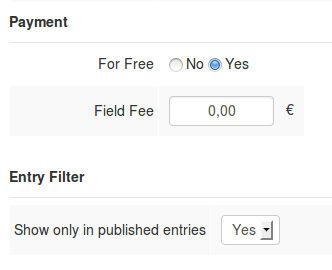 Payment
For Free No Yes
Field Fee 0,00 €
Entry Filter
Show only in published entries Yes